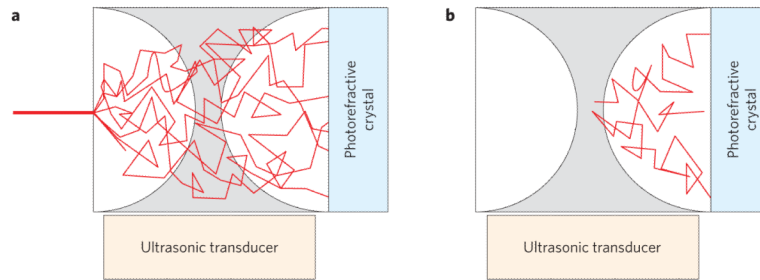 a
Photorefractive
crystal
Ultrasonic transducer
b
Photorefractive
crystal
Ultrasonic transducer